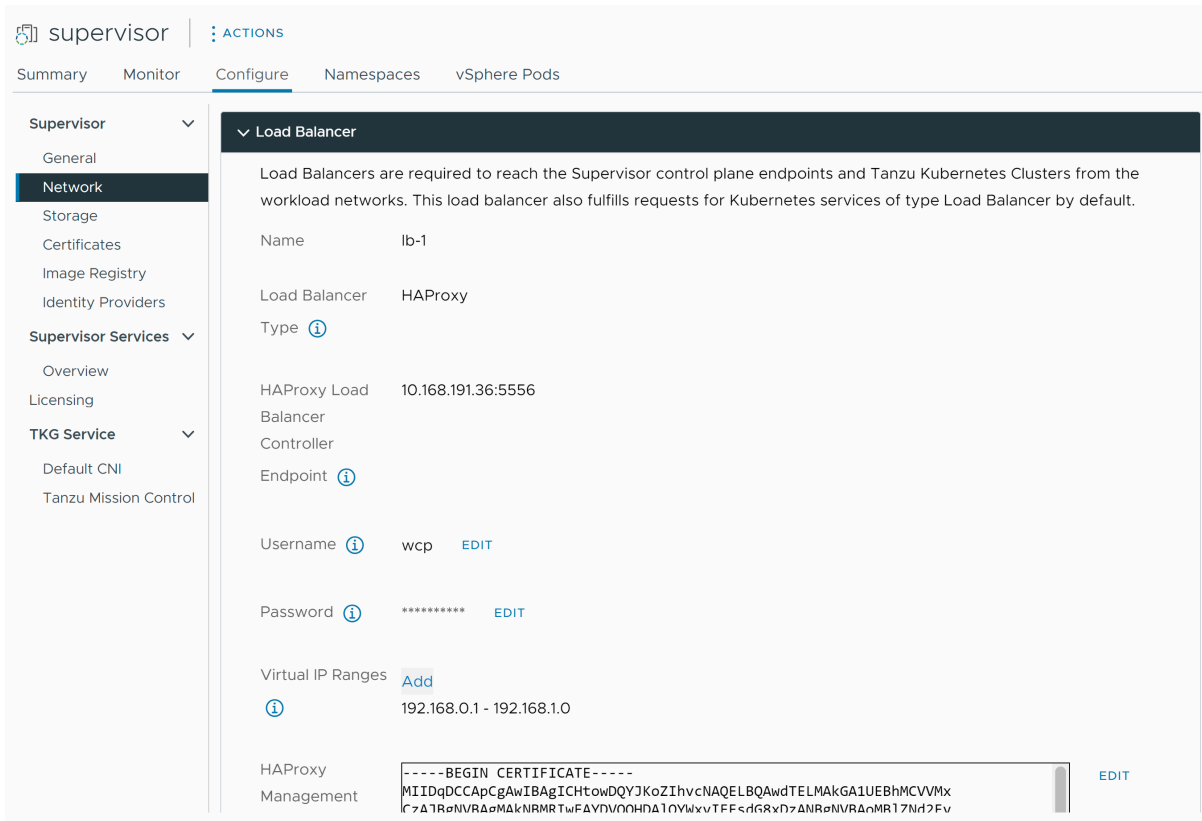 supervisor
ACTIONS
Summary Monitor Configure Namespaces vSphere Pods
Supervisor
General
Network
Storage
Certificates
Image Registry
Identity Providers
Supervisor Services
Overview
Licensing
TKG Service
Default CNI
Tanzu Mission Control
Load Balancer
Load Balancers are required to reach the Supervisor control plane endpoints and Tanzu Kubernetes Clusters from the
workload networks. This load balancer also fulfills requests for Kubernetes services of type Load Balancer by default.
Name lb-1
Load Balancer HAProxy
Type
HAProxy Load 10.168.191.36:5556
Balancer
Controller
Endpoint
Username wcp EDIT
Password ********** EDIT
Virtual IP Ranges Add
192.168.0.1 - 192.168.1.0
HAProxy -----BEGIN CERTIFICATE----- EDIT
Management MIIDqDCCApCgAwIBAgICHtowDQYJKoZIhvcNAQELBQAwdTELMAkGA1UEBhMCVVMx